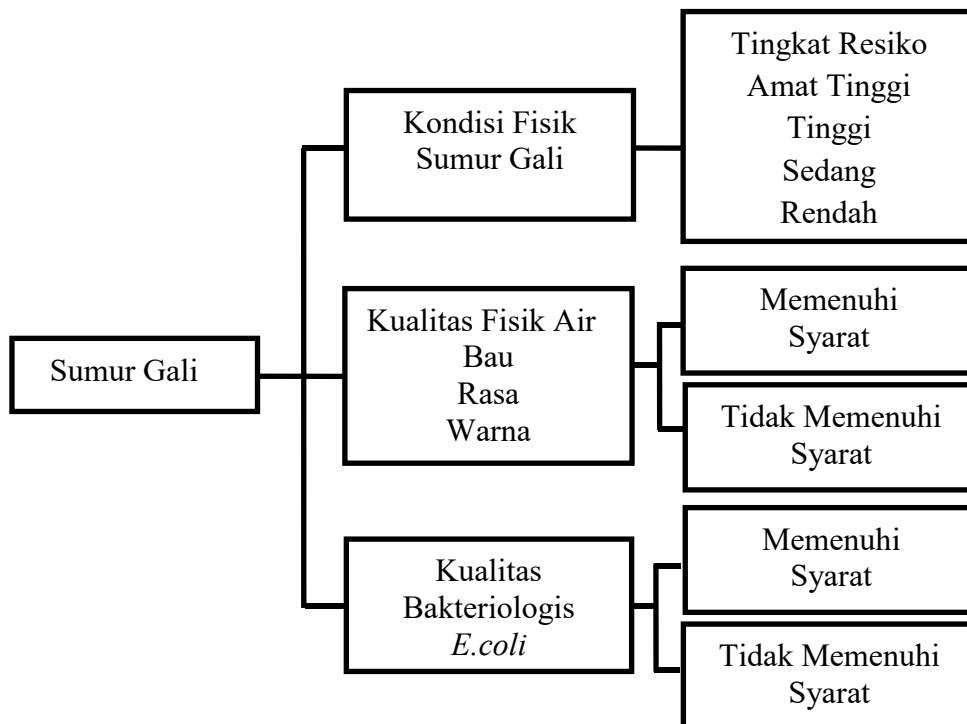 Sumur Gali
Kondisi Fisik
Sumur Gali
Tingkat Resiko
Amat Tinggi
Tinggi
Sedang
Rendah
Kualitas Fisik Air
Bau
Rasa
Warna
Memenuhi
Syarat
Tidak Memenuhi
Syarat
Kualitas
Bakteriologis
E.coli
Memenuhi
Syarat
Tidak Memenuhi
Syarat